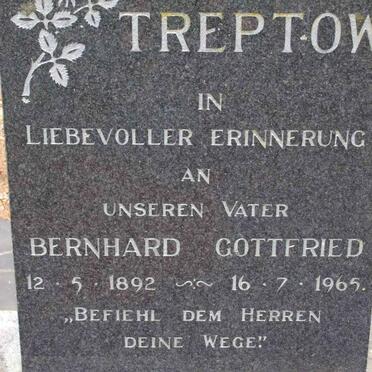 TREPTOW
IN
LIEBEVOLLER ERINNERUNG
AN
UNSEREN VATER
BERNHARD GOTTFRIED
12 · 5 · 1892 ~·~ 16 · 7 · 1965.
„BEFIEHL DEM HERREN
DEINE WEGE!"